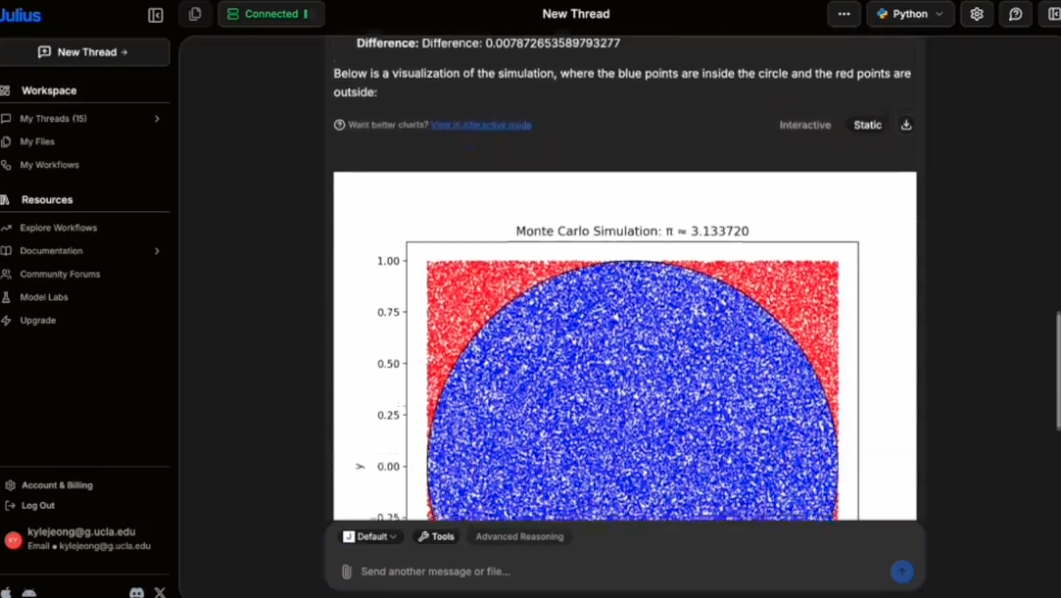 Julius
Connected
New Thread
Python
New Thread →
Workspace
My Threads (15)
My Files
My Workflows
Resources
Explore Workflows
Documentation
Community Forums
Model Labs
Upgrade
Account & Billing
Log Out
KY
kylejeong@g.ucla.edu
Email • kylejeong@g.ucla.edu
Difference: Difference: 0.007872653589793277
Below is a visualization of the simulation, where the blue points are inside the circle and the red points are
outside:
Want better charts? View in interactive mode
Interactive
Static
Monte Carlo Simulation: π ≈ 3.133720
1.00
0.75
0.50
0.25
0.00
−0.25
y
Default
Tools
Advanced Reasoning
Send another message or file...